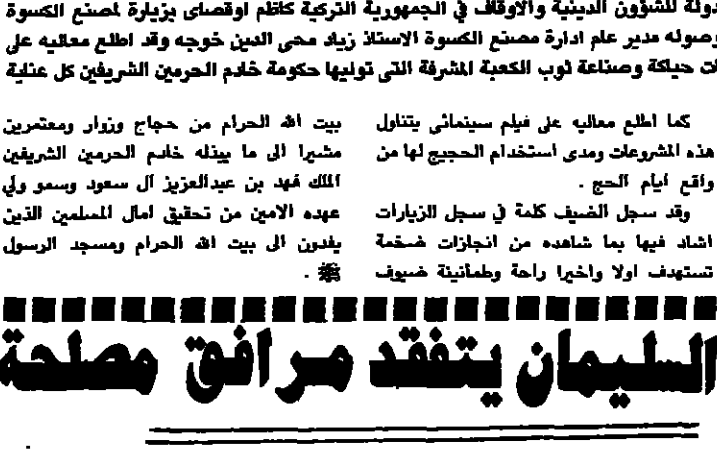 دولة للشؤون الدينية والاوقاف في الجمهورية التركية كاظم اوقصاى بزيارة لمصنع الكسوة
وصوله مدير عام ادارة مصنع الكسوة الاستاذ زياد محى الدين خوجه وقد اطلع معاليه على
ات حياكة وصناعة ثوب الكعبة المشرفة التى توليها حكومة خادم الحرمين الشريفين كل عناية
كما اطلع معاليه على فيلم سينمائى يتناول
هذه المشروعات ومدى استخدام الحجيج لها من
واقع ايام الحج .
وقد سجل الضيف كلمة في سجل الزيارات
اشاد فيها بما شاهده من انجازات ضخمة
تستهدف اولا واخيرا راحة وطمانينة ضيوف
بيت الله الحرام من حجاج وزوار ومعتمرين
مشيرا الى ما يبذله خادم الحرمين الشريفين
الملك فهد بن عبدالعزيز آل سعود وسمو ولي
عهده الامين من تحقيق امال المسلمين الذين
يفدون الى بيت الله الحرام ومسجد الرسول
ﷺ .
السليمان يتفقد مرافق مصلحة